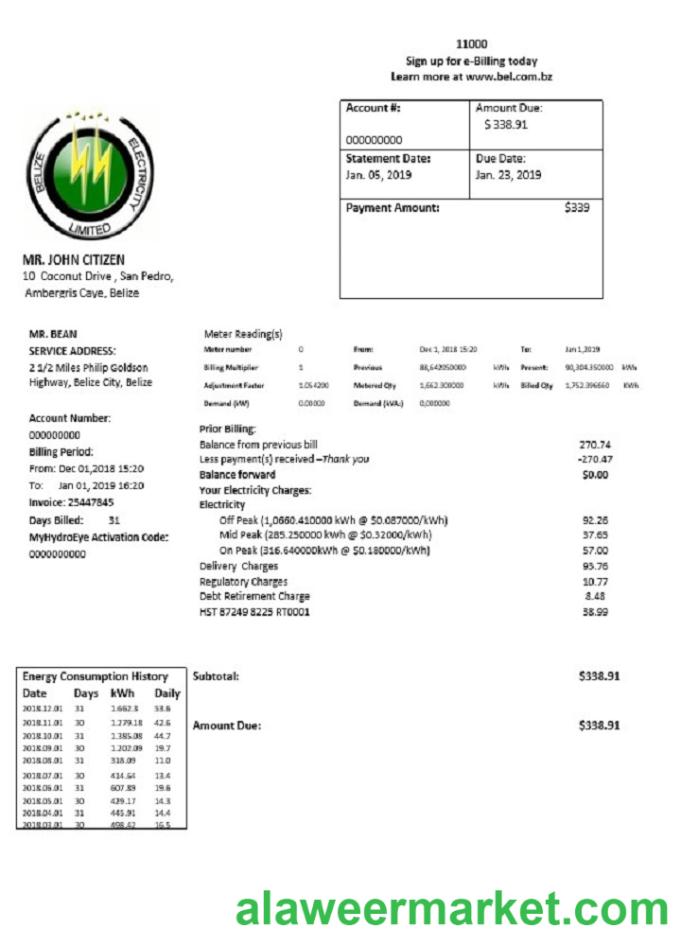 11000
Sign up for e-Billing today
Learn more at www.bel.com.bz
Account #: Amount Due:
$ 338.91
000000000
Statement Date: Due Date:
Jan. 05, 2019 Jan. 23, 2019
Payment Amount: $339
BELIZE ELECTRICITY
LIMITED
MR. JOHN CITIZEN
10 Coconut Drive , San Pedro,
Ambergris Caye, Belize
MR. BEAN
SERVICE ADDRESS:
2 1/2 Miles Philip Goldson
Highway, Belize City, Belize
Account Number:
000000000
Billing Period:
From: Dec 01,2018 15:20
To: Jan 01, 2019 16:20
Invoice: 25447845
Days Billed: 31
MyHydroEye Activation Code:
0000000000
Meter Reading(s)
Meter number 0 From: Dec 1, 2018 15:20 To: Jan 1,2019
Billing Multiplier 1 Previous 88,642050000 kWh Present: 90,304.350000 kWh
Adjustment Factor 1.054200 Metered Qty 1,662.300000 kWh Billed Qty 1,752.396660 KWh
Demand (kW) 0.00000 Demand (kVA:) 0,000000
Prior Billing:
Balance from previous bill 270.74
Less payment(s) received –Thank you -270.47
Balance forward $0.00
Your Electricity Charges:
Electricity
Off Peak (1,0660.410000 kWh @ $0.087000/kWh) 92.26
Mid Peak (285.250000 kWh @ $0.32000/kWh) 37.65
On Peak (316.640000kWh @ $0.180000/kWh) 57.00
Delivery Charges 93.76
Regulatory Charges 10.77
Debt Retirement Charge 8.48
HST 87249 8225 RT0001 38.99
Energy Consumption History
Date Days kWh Daily
2018.12.01 31 1.662.3 53.6
2018.11.01 30 1.279.18 42.6
2018.10.01 31 1.385.08 44.7
2018.09.01 30 1.202.09 19.7
2018.08.01 31 318.09 11.0
2018.07.01 30 414.64 13.4
2018.06.01 31 607.89 19.6
2018.05.01 30 429.17 14.3
2018.04.01 31 445.91 14.4
2018.03.01 30 498.42 16.5
Subtotal: $338.91
Amount Due: $338.91
alaweermarket.com